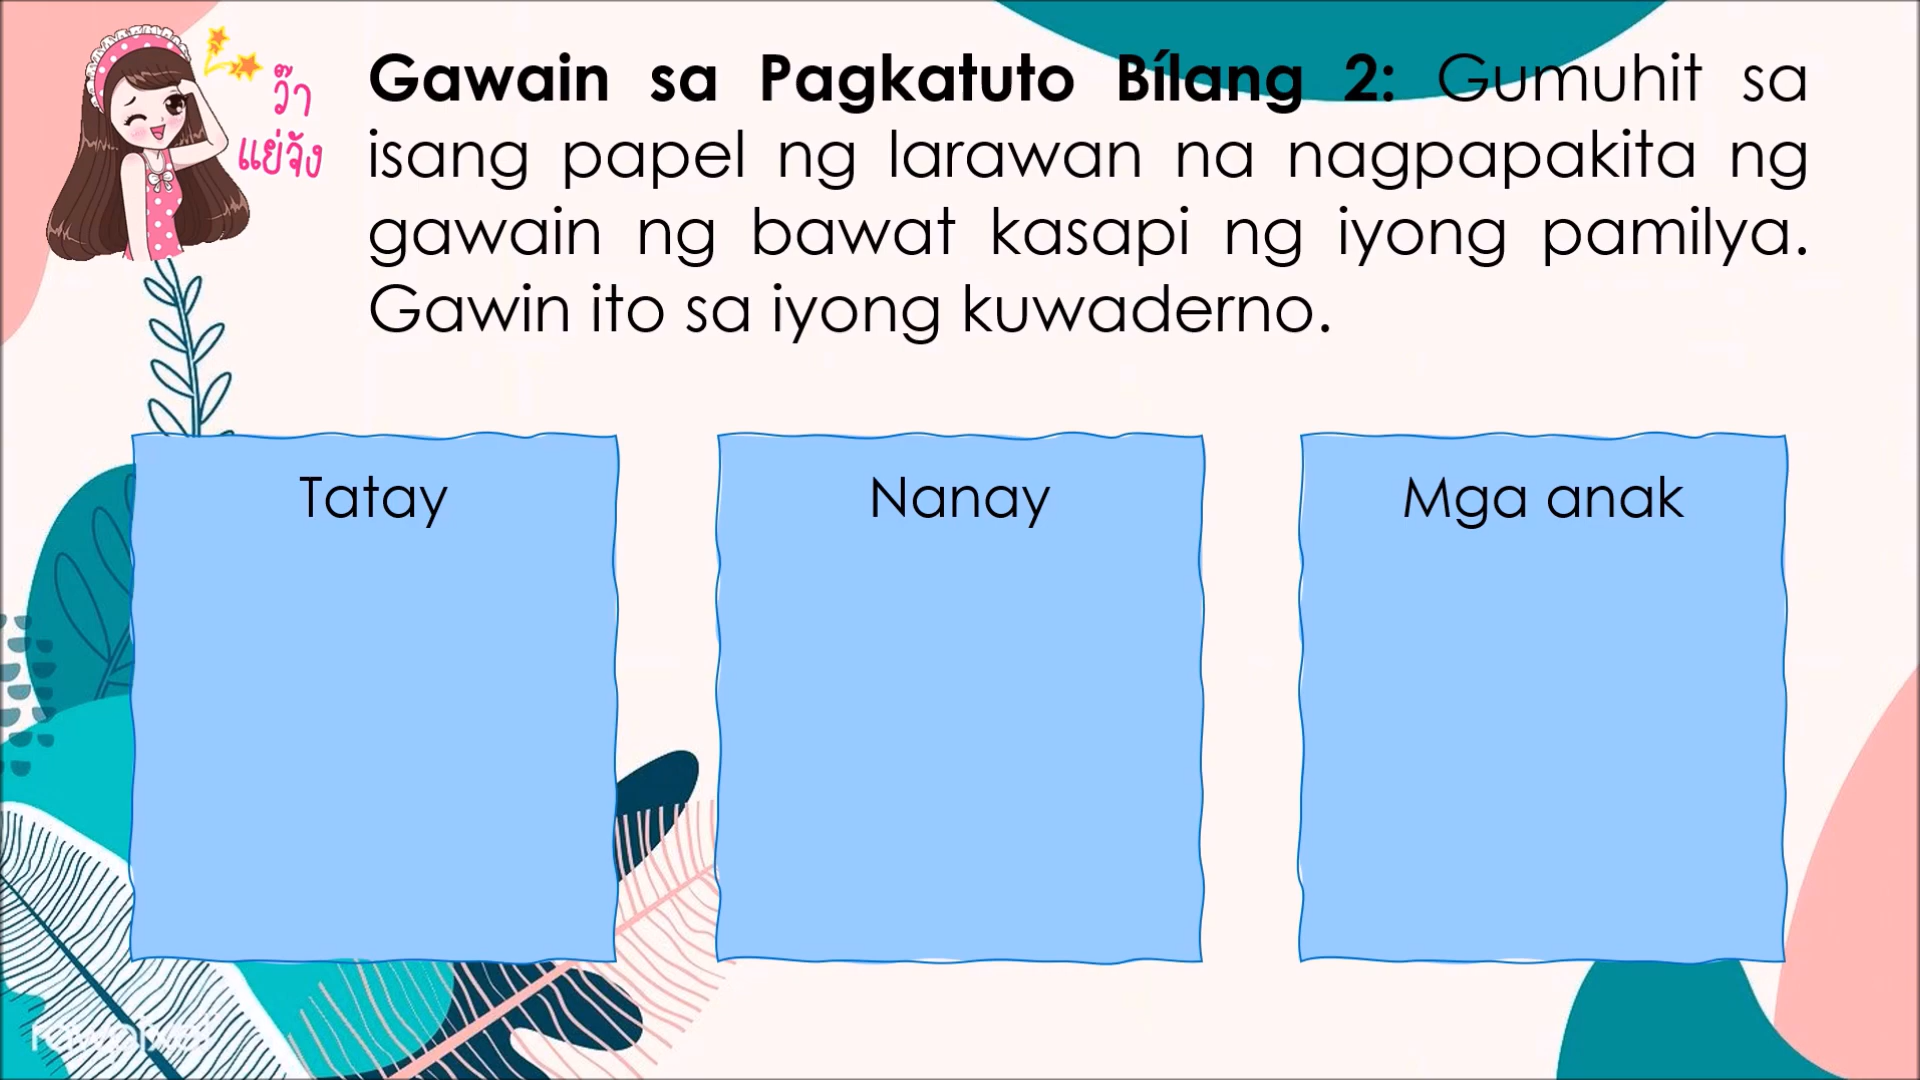 ว๊า
แย่จัง
Gawain sa Pagkatuto Bílang 2: Gumuhit sa
isang papel ng larawan na nagpapakita ng
gawain ng bawat kasapi ng iyong pamilya.
Gawin ito sa iyong kuwaderno.
Tatay
Nanay
Mga anak
rawpixel